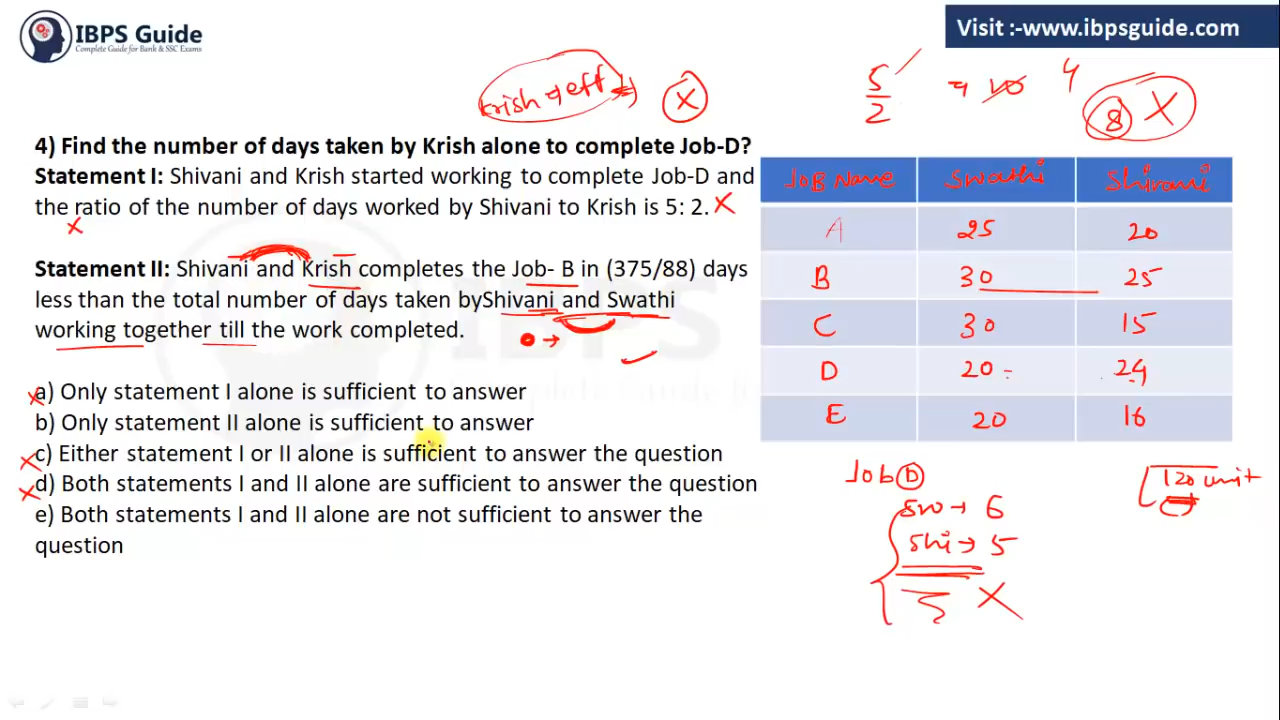 IBPS Guide
Complete Guide for Bank & SSC Exams
Visit :-www.ibpsguide.com
Krish → eff
X
5/2
10 4
8 X
4) Find the number of days taken by Krish alone to complete Job-D?
Statement I: Shivani and Krish started working to complete Job-D and
the ratio of the number of days worked by Shivani to Krish is 5: 2.
Statement II: Shivani and Krish completes the Job- B in (375/88) days
less than the total number of days taken byShivani and Swathi
working together till the work completed.
a) Only statement I alone is sufficient to answer
b) Only statement II alone is sufficient to answer
c) Either statement I or II alone is sufficient to answer the question
d) Both statements I and II alone are sufficient to answer the question
e) Both statements I and II alone are not sufficient to answer the
question
Job Name Swathi Shivani
A 25 20
B 30 25
C 30 15
D 20 24
E 20 16
Job D
120 unit
Sw → 6
Shi → 5
X